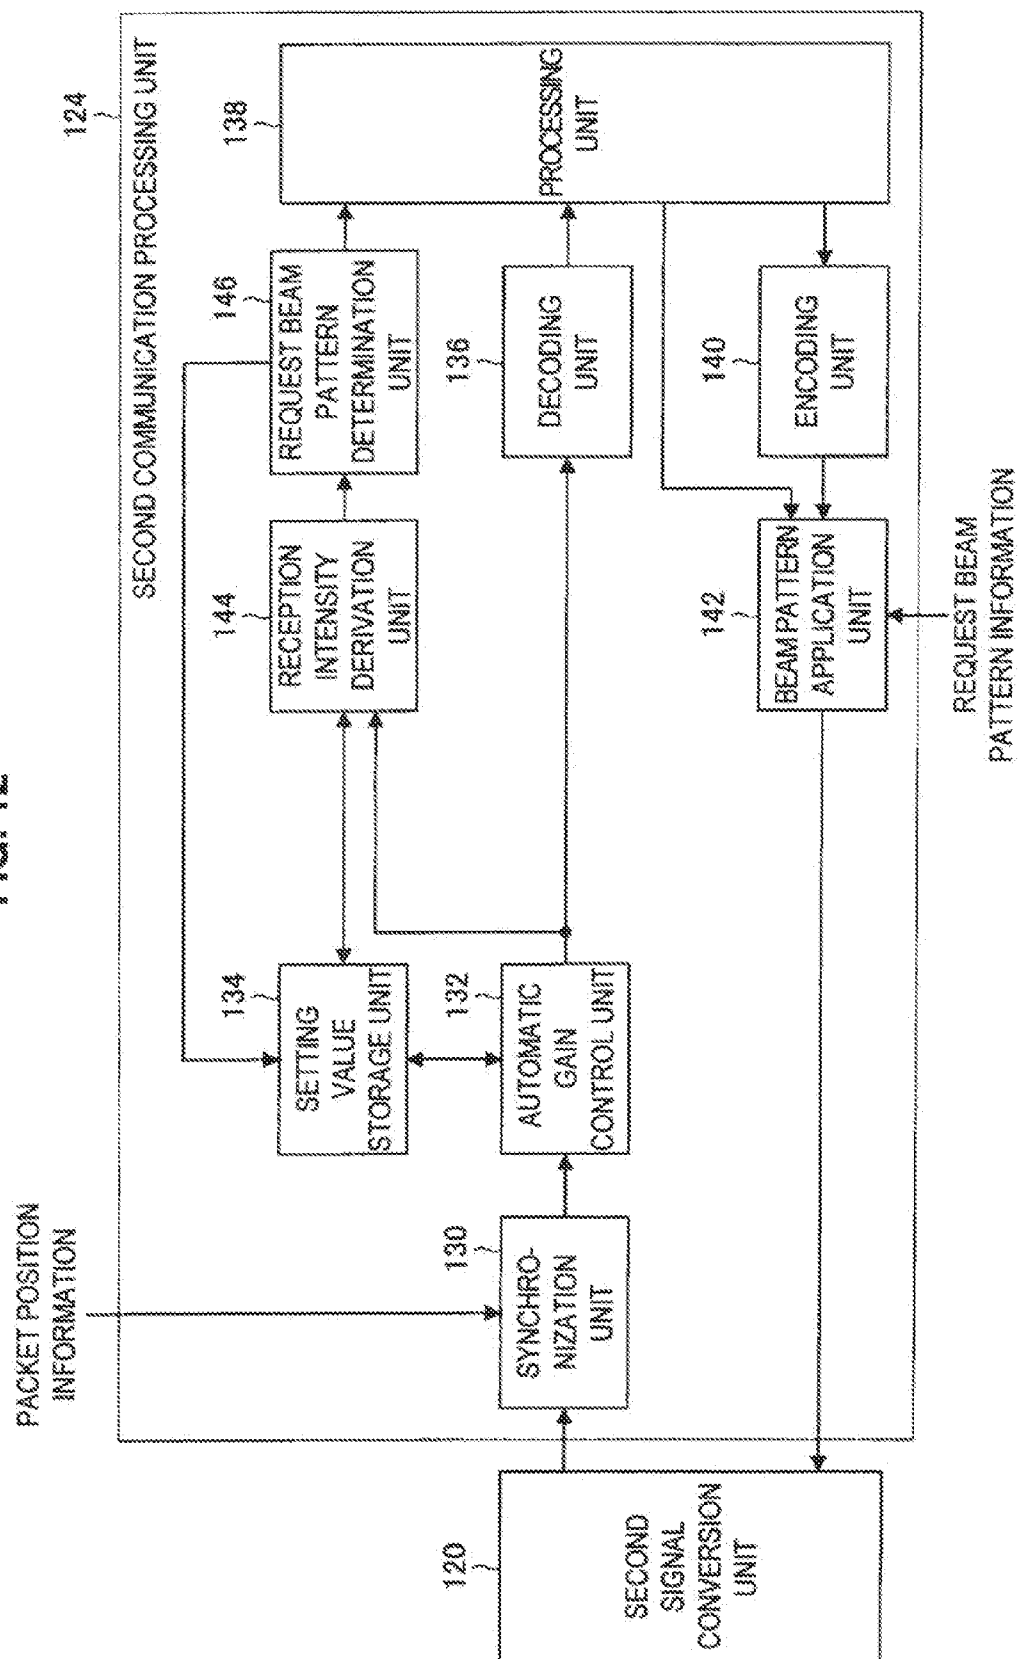 124
SECOND COMMUNICATION PROCESSING UNIT
PACKET POSITION
INFORMATION
134
SETTING
VALUE
STORAGE UNIT
144
RECEPTION
INTENSITY
DERIVATION
UNIT
146
REQUEST BEAM
PATTERN
DETERMINATION
UNIT
138
PROCESSING
UNIT
120
SECOND
SIGNAL
CONVERSION
UNIT
130
SYNCHRO-
NIZATION
UNIT
132
AUTOMATIC
GAIN
CONTROL UNIT
136
DECODING
UNIT
142
BEAM PATTERN
APPLICATION
UNIT
140
ENCODING
UNIT
REQUEST BEAM
PATTERN INFORMATION